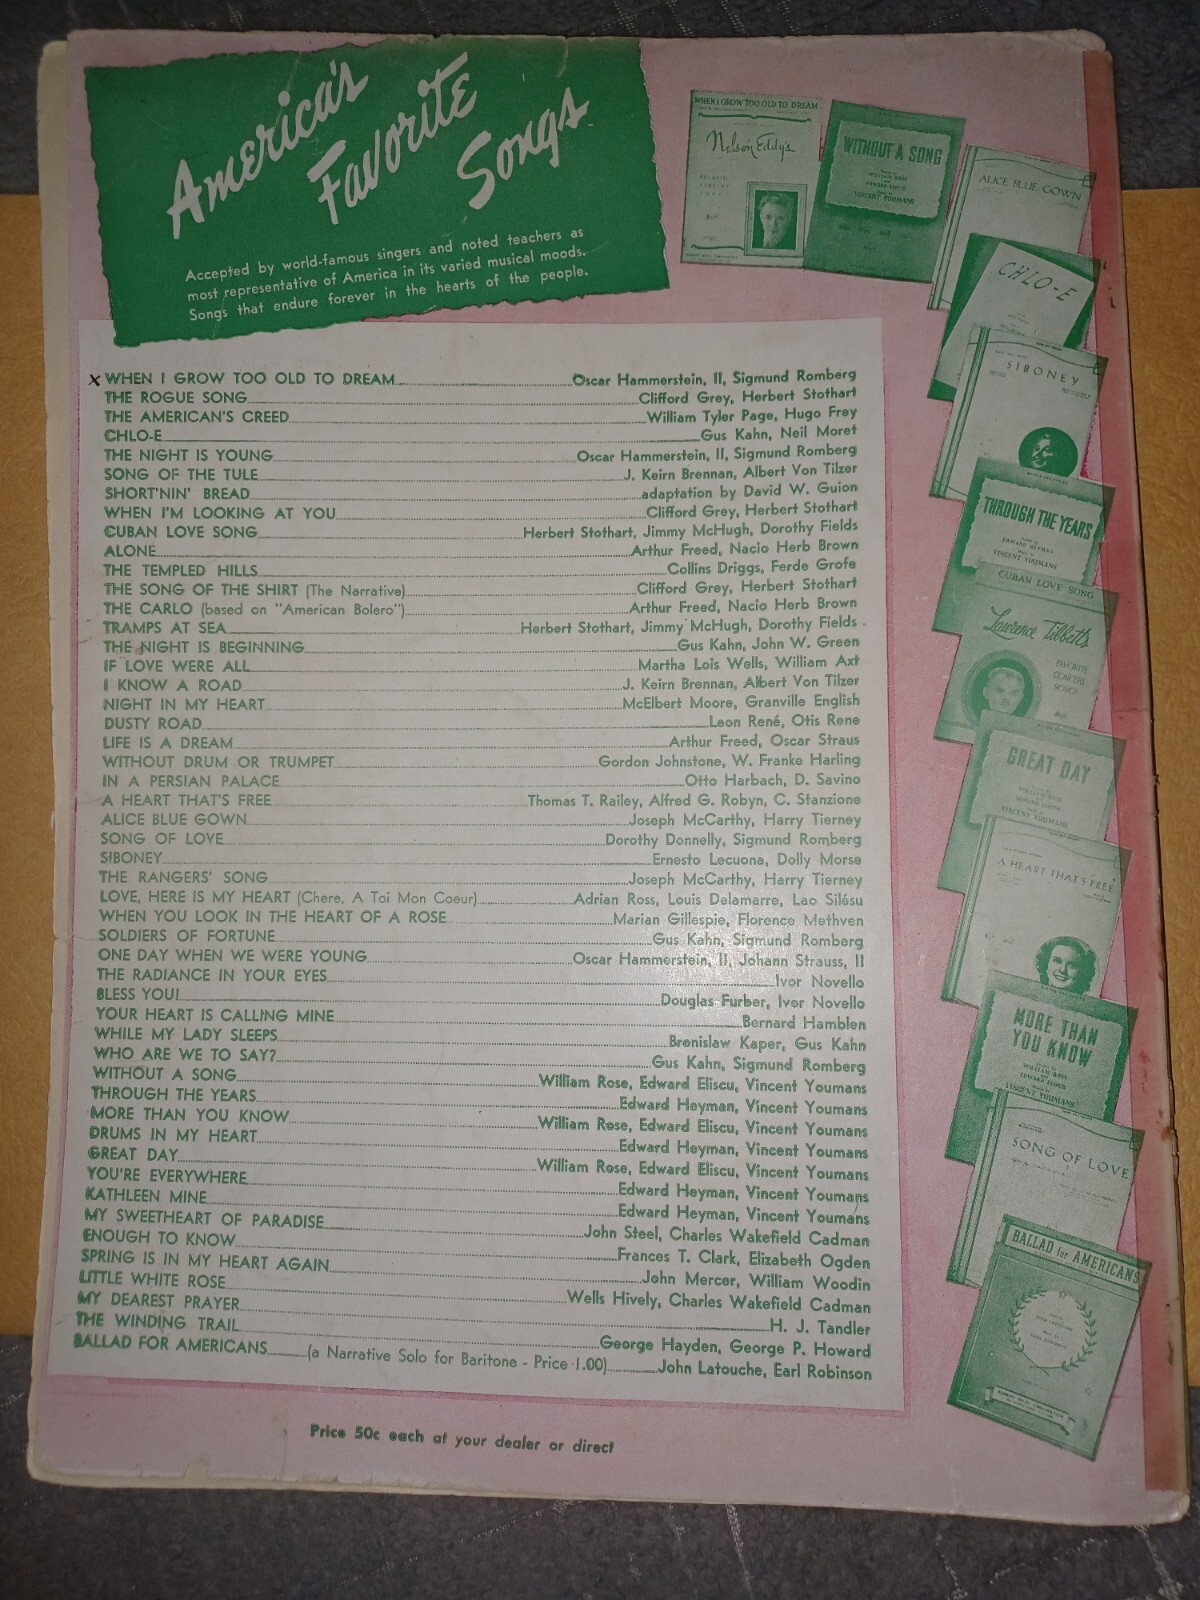 America's
Favorite
Songs
Accepted by world-famous singers and noted teachers as
most representative of America in its varied musical moods.
Songs that endure forever in the hearts of the people.
x WHEN I GROW TOO OLD TO DREAM Oscar Hammerstein, II, Sigmund Romberg
THE ROGUE SONG Clifford Grey, Herbert Stothart
THE AMERICAN'S CREED William Tyler Page, Hugo Frey
CHLO-E Gus Kahn, Neil Moret
THE NIGHT IS YOUNG Oscar Hammerstein, II, Sigmund Romberg
SONG OF THE TULE J. Keirn Brennan, Albert Von Tilzer
SHORT'NIN' BREAD adaptation by David W. Guion
WHEN I'M LOOKING AT YOU Clifford Grey, Herbert Stothart
CUBAN LOVE SONG Herbert Stothart, Jimmy McHugh, Dorothy Fields
ALONE Arthur Freed, Nacio Herb Brown
THE TEMPLED HILLS Collins Driggs, Ferde Grofe
THE SONG OF THE SHIRT (The Narrative) Clifford Grey, Herbert Stothart
THE CARLO (based on "American Bolero") Arthur Freed, Nacio Herb Brown
TRAMPS AT SEA Herbert Stothart, Jimmy McHugh, Dorothy Fields
THE NIGHT IS BEGINNING Gus Kahn, John W. Green
IF LOVE WERE ALL Martha Lois Wells, William Axt
I KNOW A ROAD J. Keirn Brennan, Albert Von Tilzer
NIGHT IN MY HEART McElbert Moore, Granville English
DUSTY ROAD Leon René, Otis Rene
LIFE IS A DREAM Arthur Freed, Oscar Straus
WITHOUT DRUM OR TRUMPET Gordon Johnstone, W. Franke Harling
IN A PERSIAN PALACE Otto Harbach, D. Savino
A HEART THAT'S FREE Thomas T. Railey, Alfred G. Robyn, C. Stanzione
ALICE BLUE GOWN Joseph McCarthy, Harry Tierney
SONG OF LOVE Dorothy Donnelly, Sigmund Romberg
SIBONEY Ernesto Lecuona, Dolly Morse
THE RANGERS' SONG Joseph McCarthy, Harry Tierney
LOVE, HERE IS MY HEART (Chere, A Toi Mon Coeur) Adrian Ross, Louis Delamarre, Lao Silésu
WHEN YOU LOOK IN THE HEART OF A ROSE Marian Gillespie, Florence Methven
SOLDIERS OF FORTUNE Gus Kahn, Sigmund Romberg
ONE DAY WHEN WE WERE YOUNG Oscar Hammerstein, II, Johann Strauss, II
THE RADIANCE IN YOUR EYES Ivor Novello
BLESS YOU! Douglas Furber, Ivor Novello
YOUR HEART IS CALLING MINE Bernard Hamblen
WHILE MY LADY SLEEPS Bronislaw Kaper, Gus Kahn
WHO ARE WE TO SAY? Gus Kahn, Sigmund Romberg
WITHOUT A SONG William Rose, Edward Eliscu, Vincent Youmans
THROUGH THE YEARS Edward Heyman, Vincent Youmans
MORE THAN YOU KNOW William Rose, Edward Eliscu, Vincent Youmans
DRUMS IN MY HEART Edward Heyman, Vincent Youmans
GREAT DAY William Rose, Edward Eliscu, Vincent Youmans
YOU'RE EVERYWHERE Edward Heyman, Vincent Youmans
KATHLEEN MINE Edward Heyman, Vincent Youmans
MY SWEETHEART OF PARADISE John Steel, Charles Wakefield Cadman
ENOUGH TO KNOW Frances T. Clark, Elizabeth Ogden
SPRING IS IN MY HEART AGAIN John Mercer, William Woodin
LITTLE WHITE ROSE Wells Hively, Charles Wakefield Cadman
MY DEAREST PRAYER H. J. Tandler
THE WINDING TRAIL George Hayden, George P. Howard
BALLAD FOR AMERICANS (a Narrative Solo for Baritone - Price 1.00) John Latouche, Earl Robinson
Price 50c each at your dealer or direct
WHEN I GROW TOO OLD TO DREAM
Nelson Eddy's
WITHOUT A SONG
WILLIAM ROSE
EDWARD ELISCU
VINCENT YOUMANS
ALICE BLUE GOWN
CHLO-E
SIBONEY
THROUGH THE YEARS
EDWARD HEYMAN
VINCENT YOUMANS
CUBAN LOVE SONG
Lawrence Tibbett's
FAVORITE
CONCERT
SONGS
GREAT DAY
WILLIAM ROSE
VINCENT YOUMANS
A HEART THAT'S FREE
MORE THAN
YOU KNOW
WILLIAM ROSE
VINCENT YOUMANS
SONG OF LOVE
BALLAD for AMERICANS